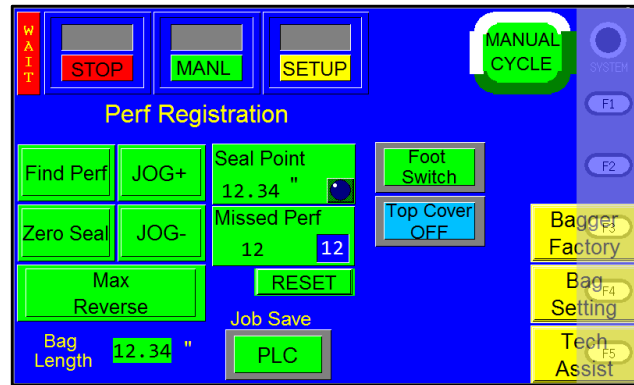 WAIT
STOP
MANL
SETUP
MANUAL
CYCLE
SYSTEM
Perf Registration
F1
Find Perf
JOG+
Seal Point
12.34 "
Foot
Switch
F2
Zero Seal
JOG-
Missed Perf
12 12
Top Cover
OFF
Bagger
Factory
F3
Max
Reverse
RESET
Bag
Setting
F4
Job Save
Bag
Length
12.34 "
PLC
Tech
Assist
F5